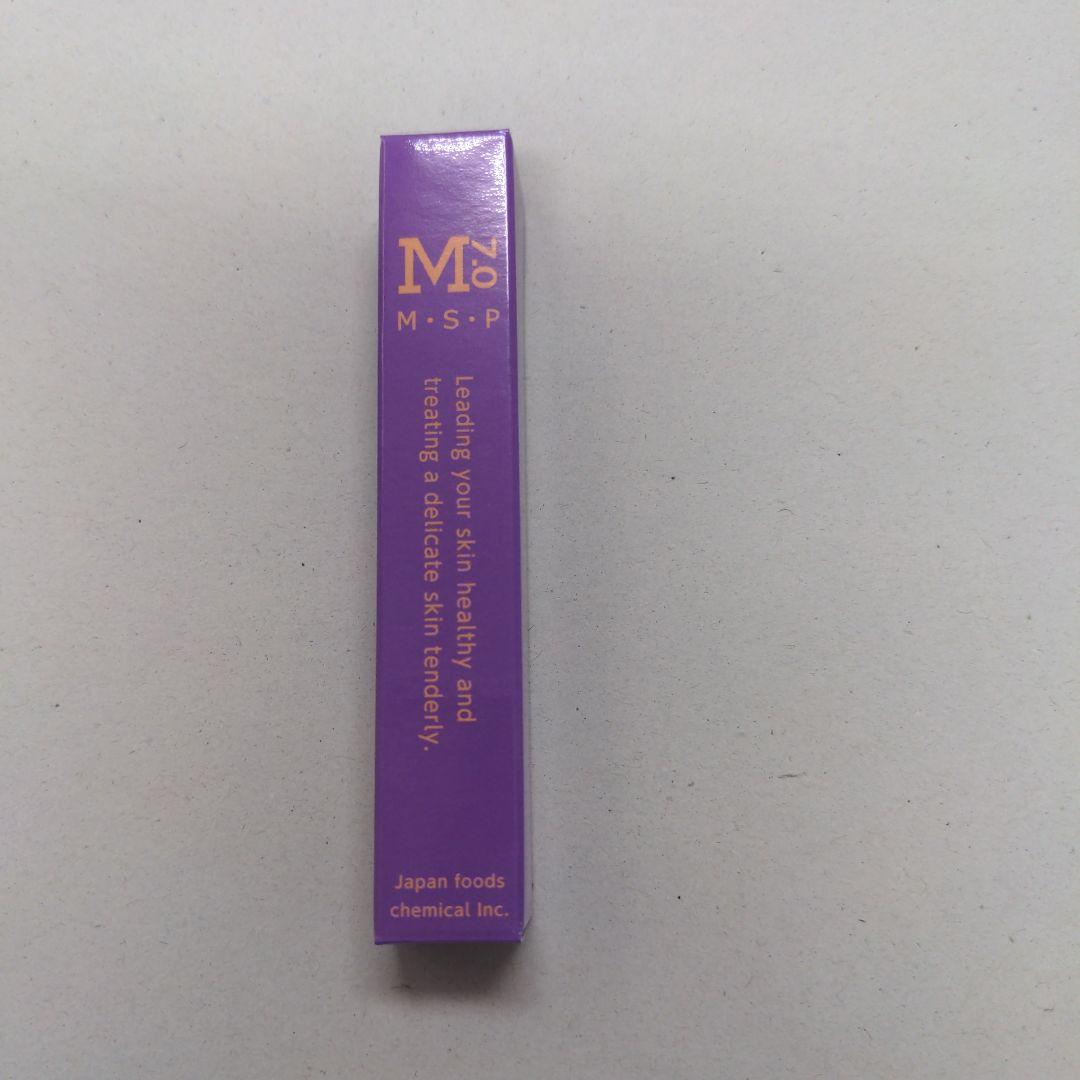 M7.0
M·S·P
Leading your skin healthy and
treating a delicate skin tenderly.
Japan foods
chemical Inc.